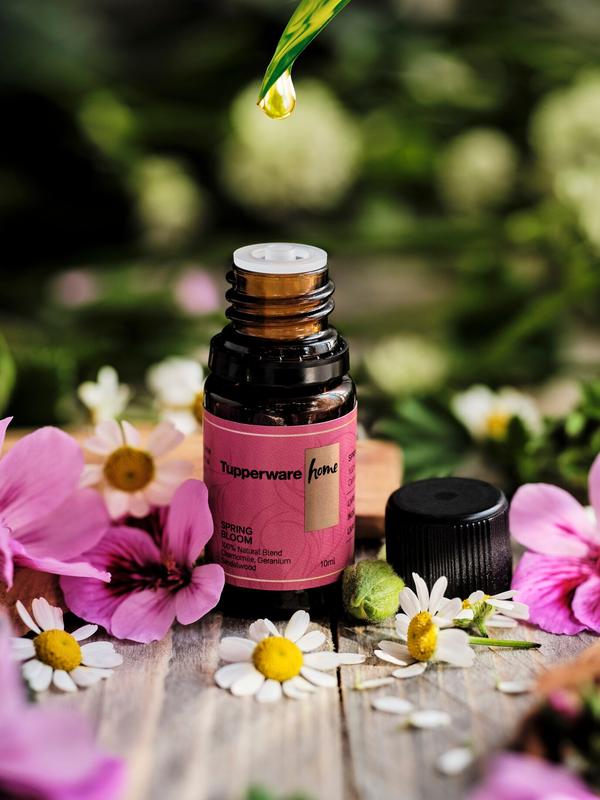 Tupperware home
SPRING
BLOOM
100% Natural Blend
Chamomile, Geranium
Sandalwood
10ml